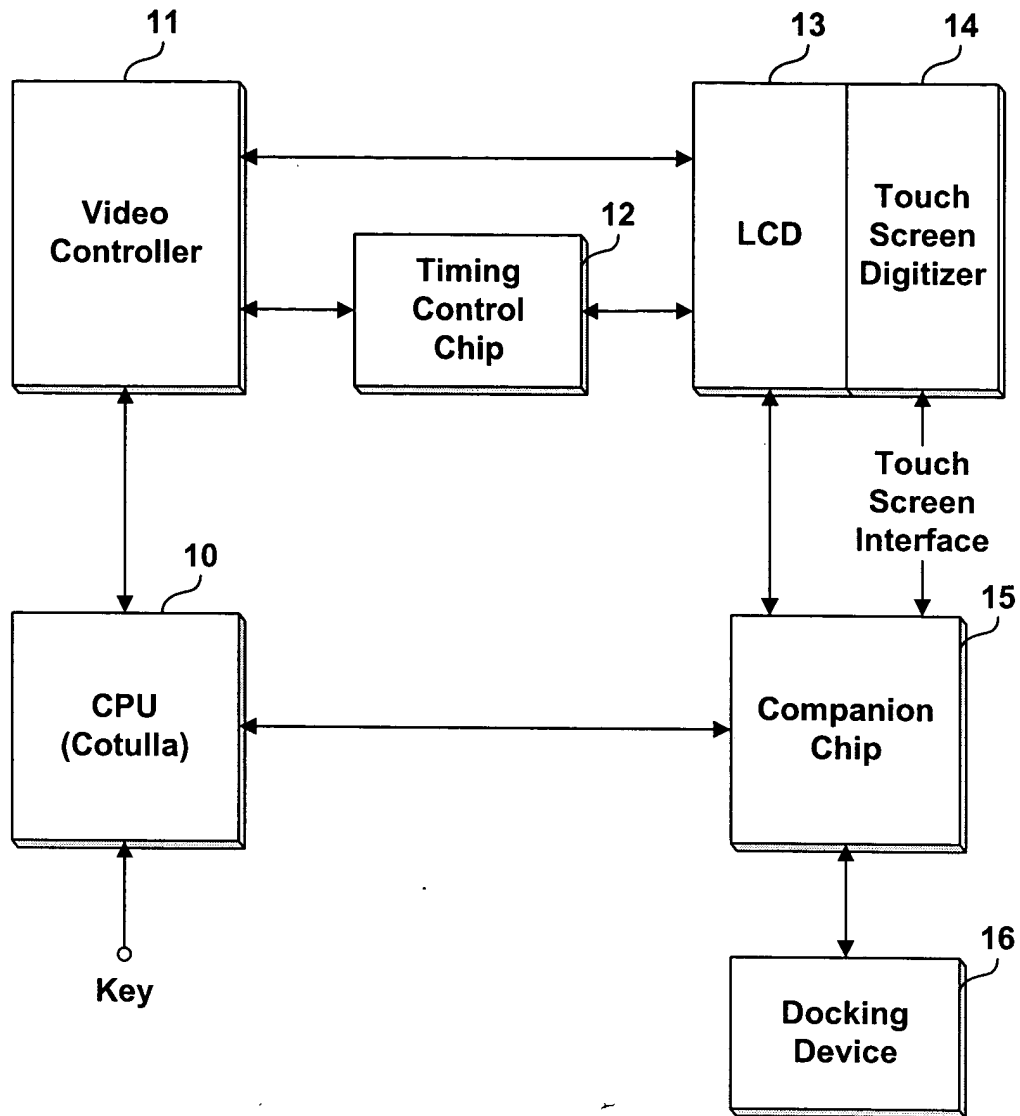 11
13
14
Video
Controller
12
Timing
Control
Chip
LCD
Touch
Screen
Digitizer
Touch
Screen
Interface
10
CPU
(Cotulla)
15
Companion
Chip
Key
16
Docking
Device